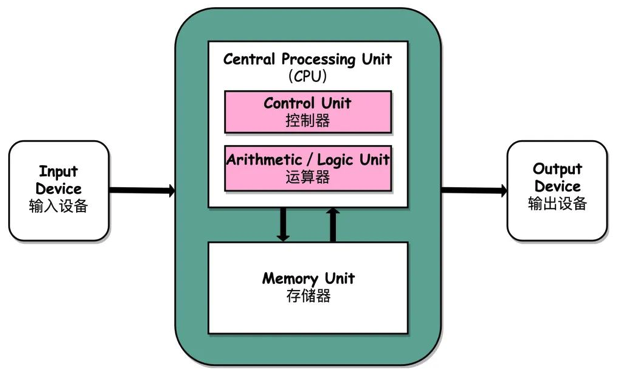 Central Processing Unit
(CPU)
Control Unit
控制器
Arithmetic / Logic Unit
运算器
Input
Device
输入设备
Output
Device
输出设备
Memory Unit
存储器